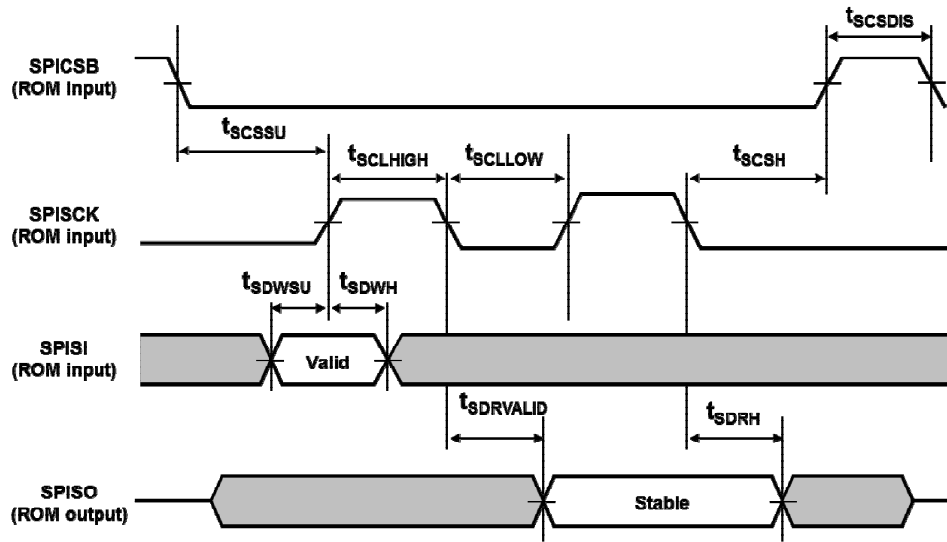 tSCSDIS
SPICSB
(ROM Input)
tSCSSU
tSCLHIGH
tSCLLOW
tSCSH
SPISCK
(ROM input)
tSDWSU
tSDWH
SPISI
(ROM input)
Valid
tSDRVALID
tSDRH
SPISO
(ROM output)
Stable